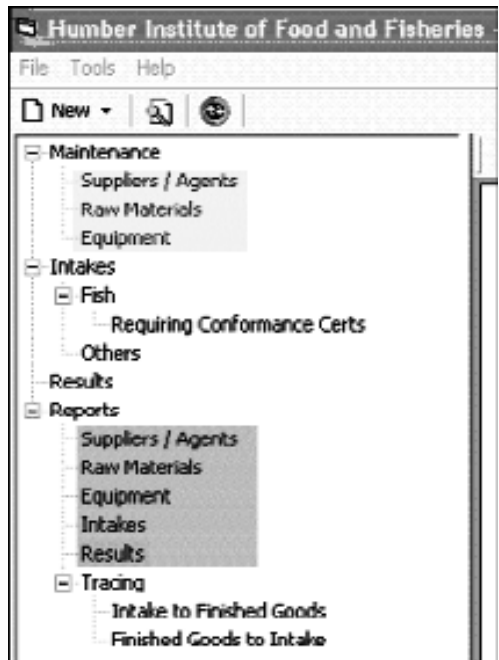 Humber Institute of Food and Fisheries -
File Tools Help
New
Maintenance
Suppliers / Agents
Raw Materials
Equipment
Intakes
Fish
Requiring Conformance Certs
Others
Results
Reports
Suppliers / Agents
Raw Materials
Equipment
Intakes
Results
Tracing
Intake to Finished Goods
Finished Goods to Intake